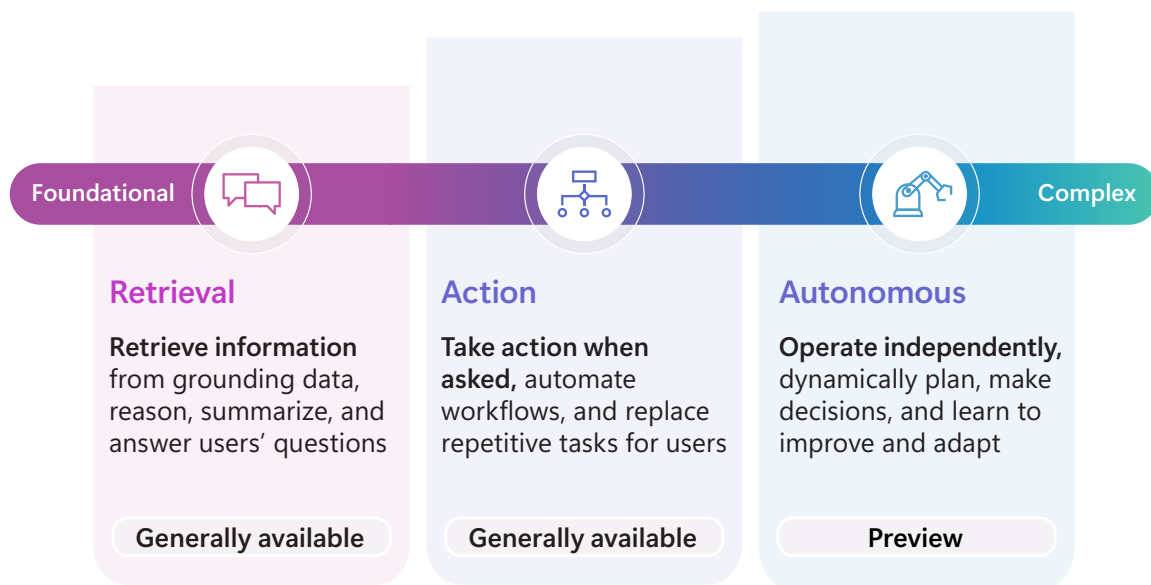 Foundational
Complex
Retrieval
Retrieve information
from grounding data,
reason, summarize, and
answer users’ questions
Generally available
Action
Take action when
asked, automate
workflows, and replace
repetitive tasks for users
Generally available
Autonomous
Operate independently,
dynamically plan, make
decisions, and learn to
improve and adapt
Preview